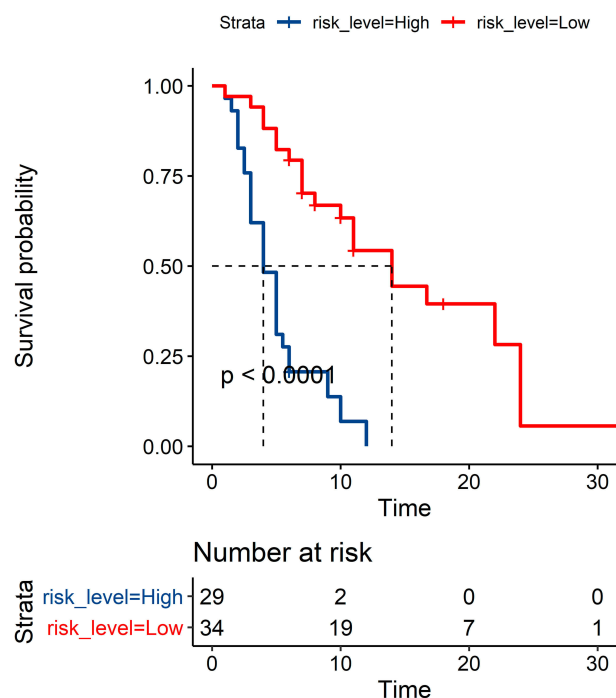 Strata risk_level=High risk_level=Low
Survival probability
1.00
0.75
0.50
0.25
0.00
p < 0.0001
0 10 20 30
Time
Number at risk
Strata
risk_level=High 29 2 0 0
risk_level=Low 34 19 7 1
0 10 20 30
Time